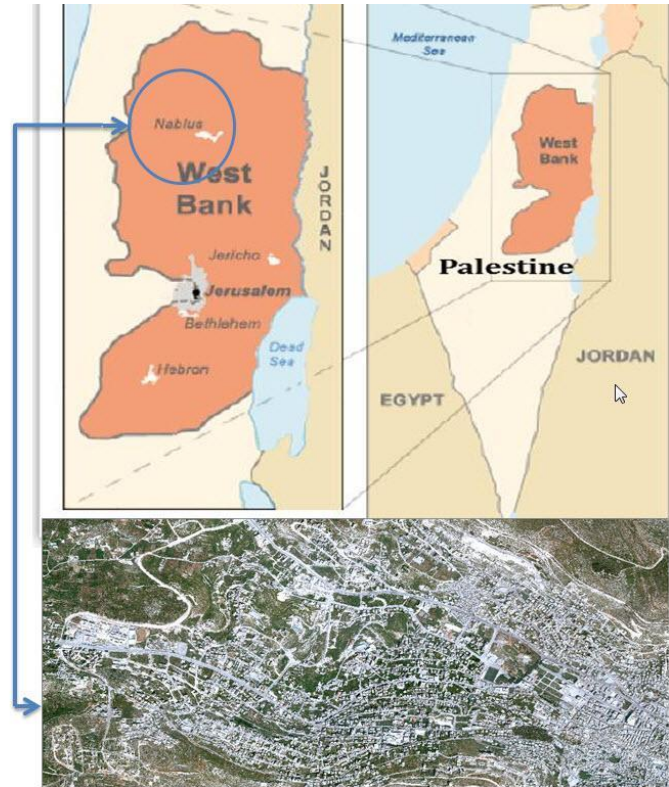 Nablus
West
Bank
JORDAN
Jericho
Jerusalem
Bethlehem
Dead
Sea
Hebron
Mediterranean
Sea
West
Bank
Palestine
JORDAN
EGYPT